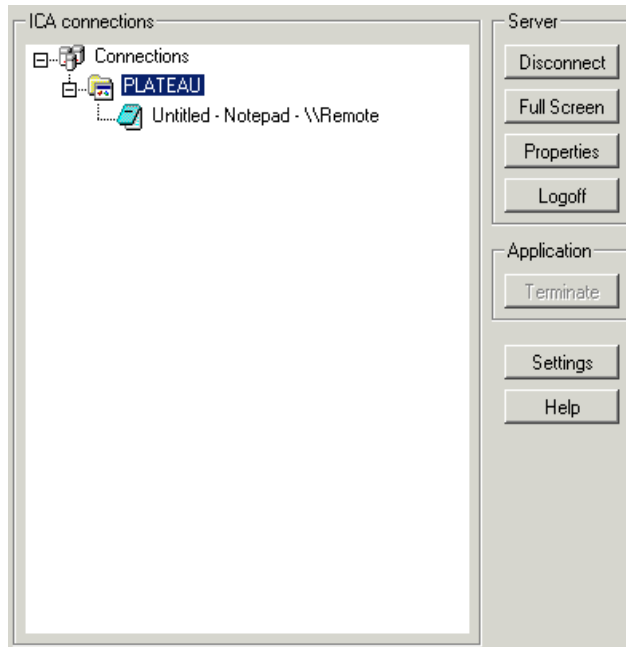 ICA connections
Connections
PLATEAU
Untitled - Notepad - \\Remote
Server
Disconnect
Full Screen
Properties
Logoff
Application
Terminate
Settings
Help